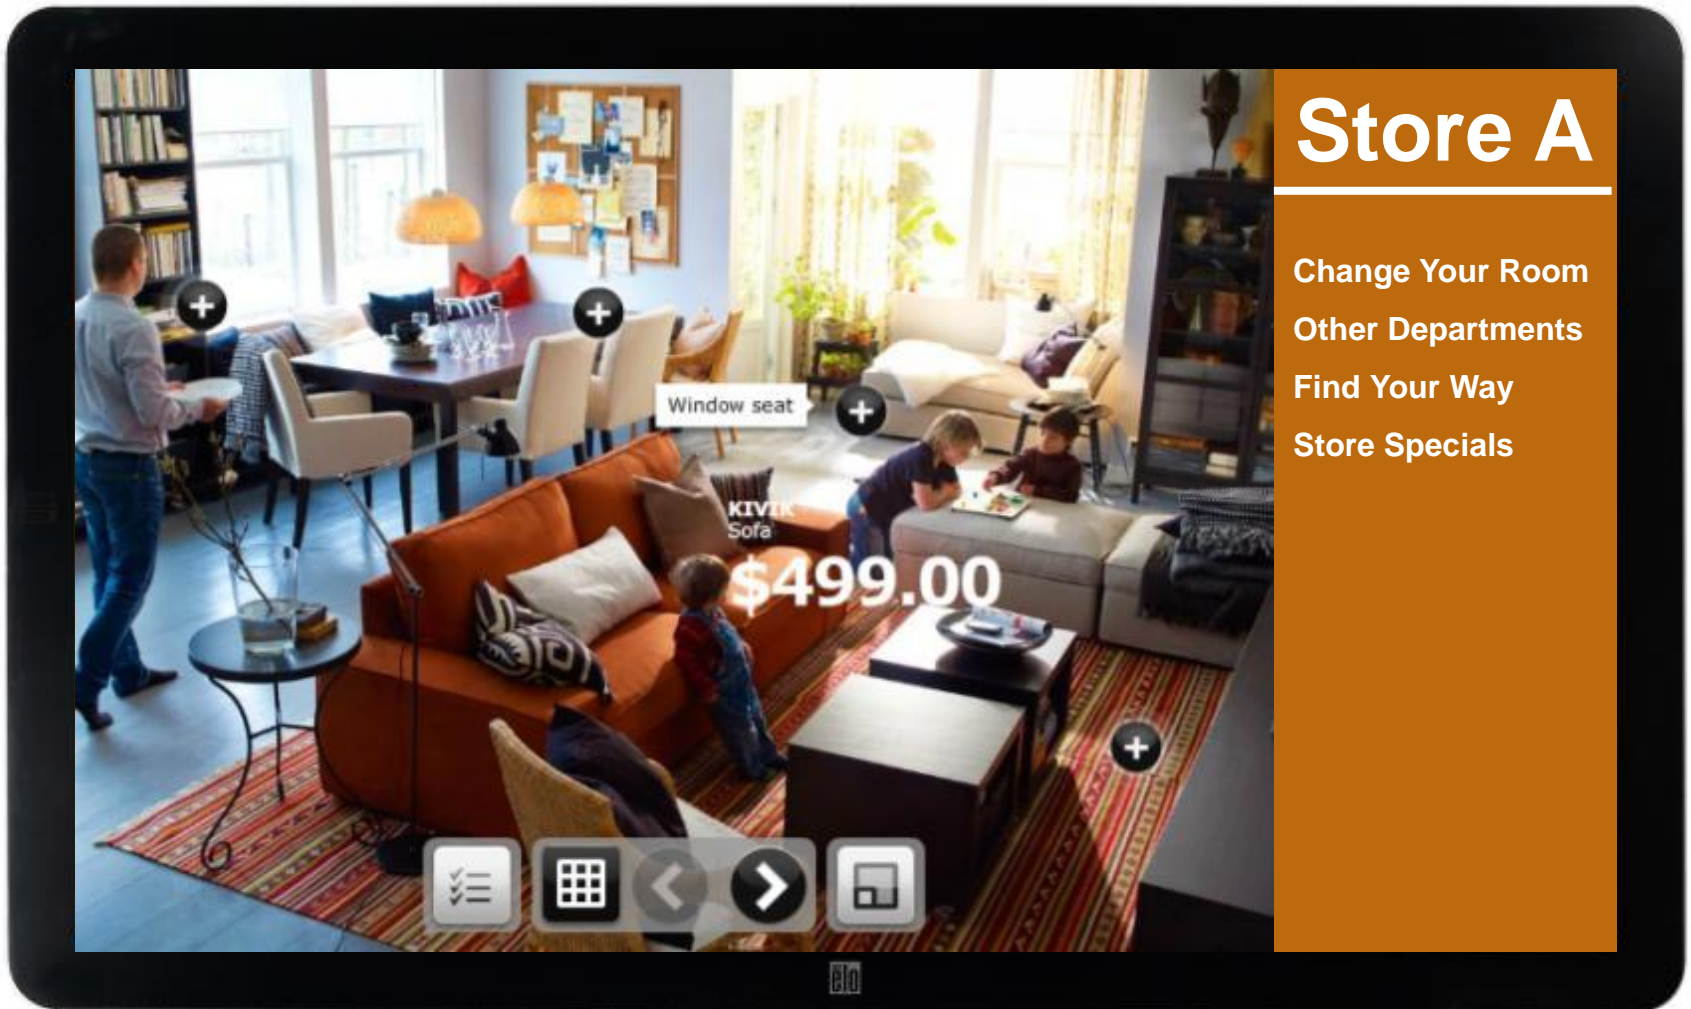 Store A
Change Your Room
Other Departments
Find Your Way
Store Specials
Window seat
KIVIK
Sofa
$499.00
elo